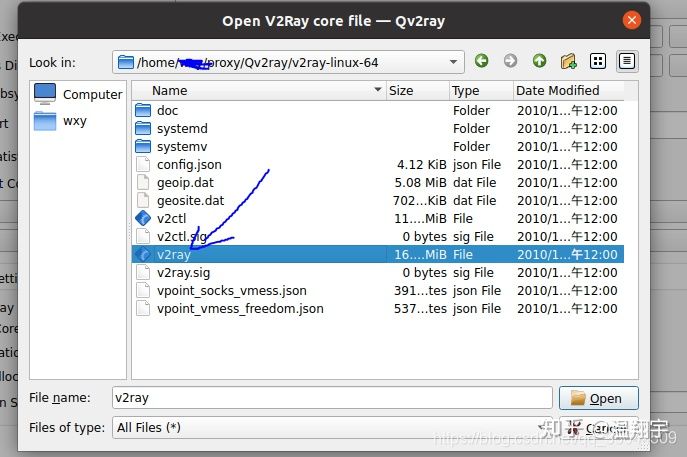 Open V2Ray core file — Qv2ray
Look in: /home/ proxy/Qv2ray/v2ray-linux-64
Computer
wxy
Name Size Type Date Modified
doc Folder 2010/1...午12:00
systemd Folder 2010/1...午12:00
systemv Folder 2010/1...午12:00
config.json 4.12 KiB json File 2010/1...午12:00
geoip.dat 5.08 MiB dat File 2010/1...午12:00
geosite.dat 702...KiB dat File 2010/1...午12:00
v2ctl 11....MiB File 2010/1...午12:00
v2ctl.sig 0 bytes sig File 2010/1...午12:00
v2ray 16....MiB File 2010/1...午12:00
v2ray.sig 0 bytes sig File 2010/1...午12:00
vpoint_socks_vmess.json 391...tes json File 2010/1...午12:00
vpoint_vmess_freedom.json 537...tes json File 2010/1...午12:00
File name: v2ray Open
Files of type: All Files (*) Cancel
知乎 @温翔宇